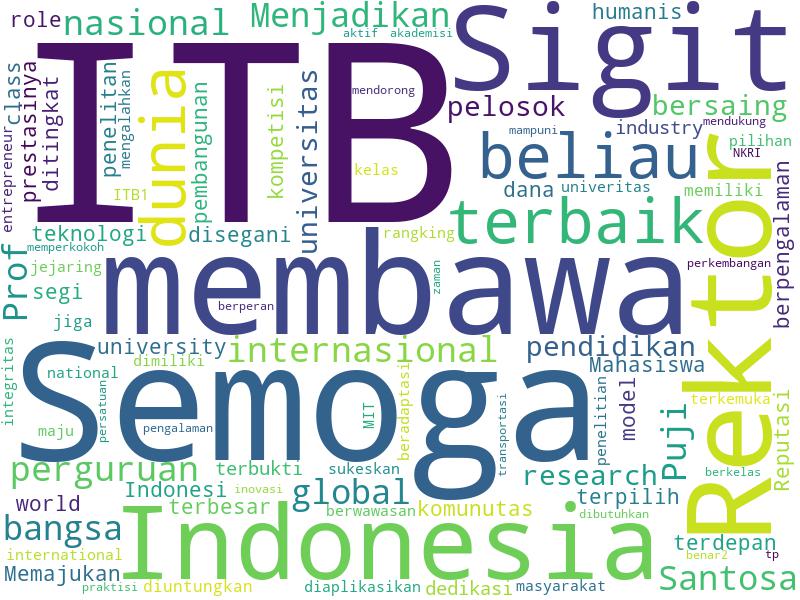 role
nasional
Menjadikan
aktif
akademisi
Sigit
humanis
ITB
class
prestasinya
ditingkat
penelitan
mengalahkan
dunia
pembangunan
kompetisi
universitas
mendorong
kelas
pelosok
bersaing
industry
mendukung
mampuni
beliau
pilihan
NKRI
entrepreneur
ITB1
dana
univeritas
memiliki
Rektor
berpengalaman
teknologi
disegani
rangking
terbaik
memperkokoh
Prof
jejaring
segi
membawa
berperan
zaman
perkembangan
jiga
university
internasional
pendidikan
Mahasiswa
integritas
dimiliki
national
Semoga
persatuan
pengalaman
MIT
beradaptasi
transportasi
penelitian
model
Puji
terkemuka
Reputasi
maju
perguruan
terbukti
sukeskan
research
berkelas
Indonesi
inovasi
global
terpilih
world
terbesar
berwawasan
komunutas
dibutuhkan
bangsa
Indonesia
terdepan
international
benar2
tp
Memajukan
praktisi
diuntungkan
diaplikasikan
dedikasi
masyarakat
Santosa